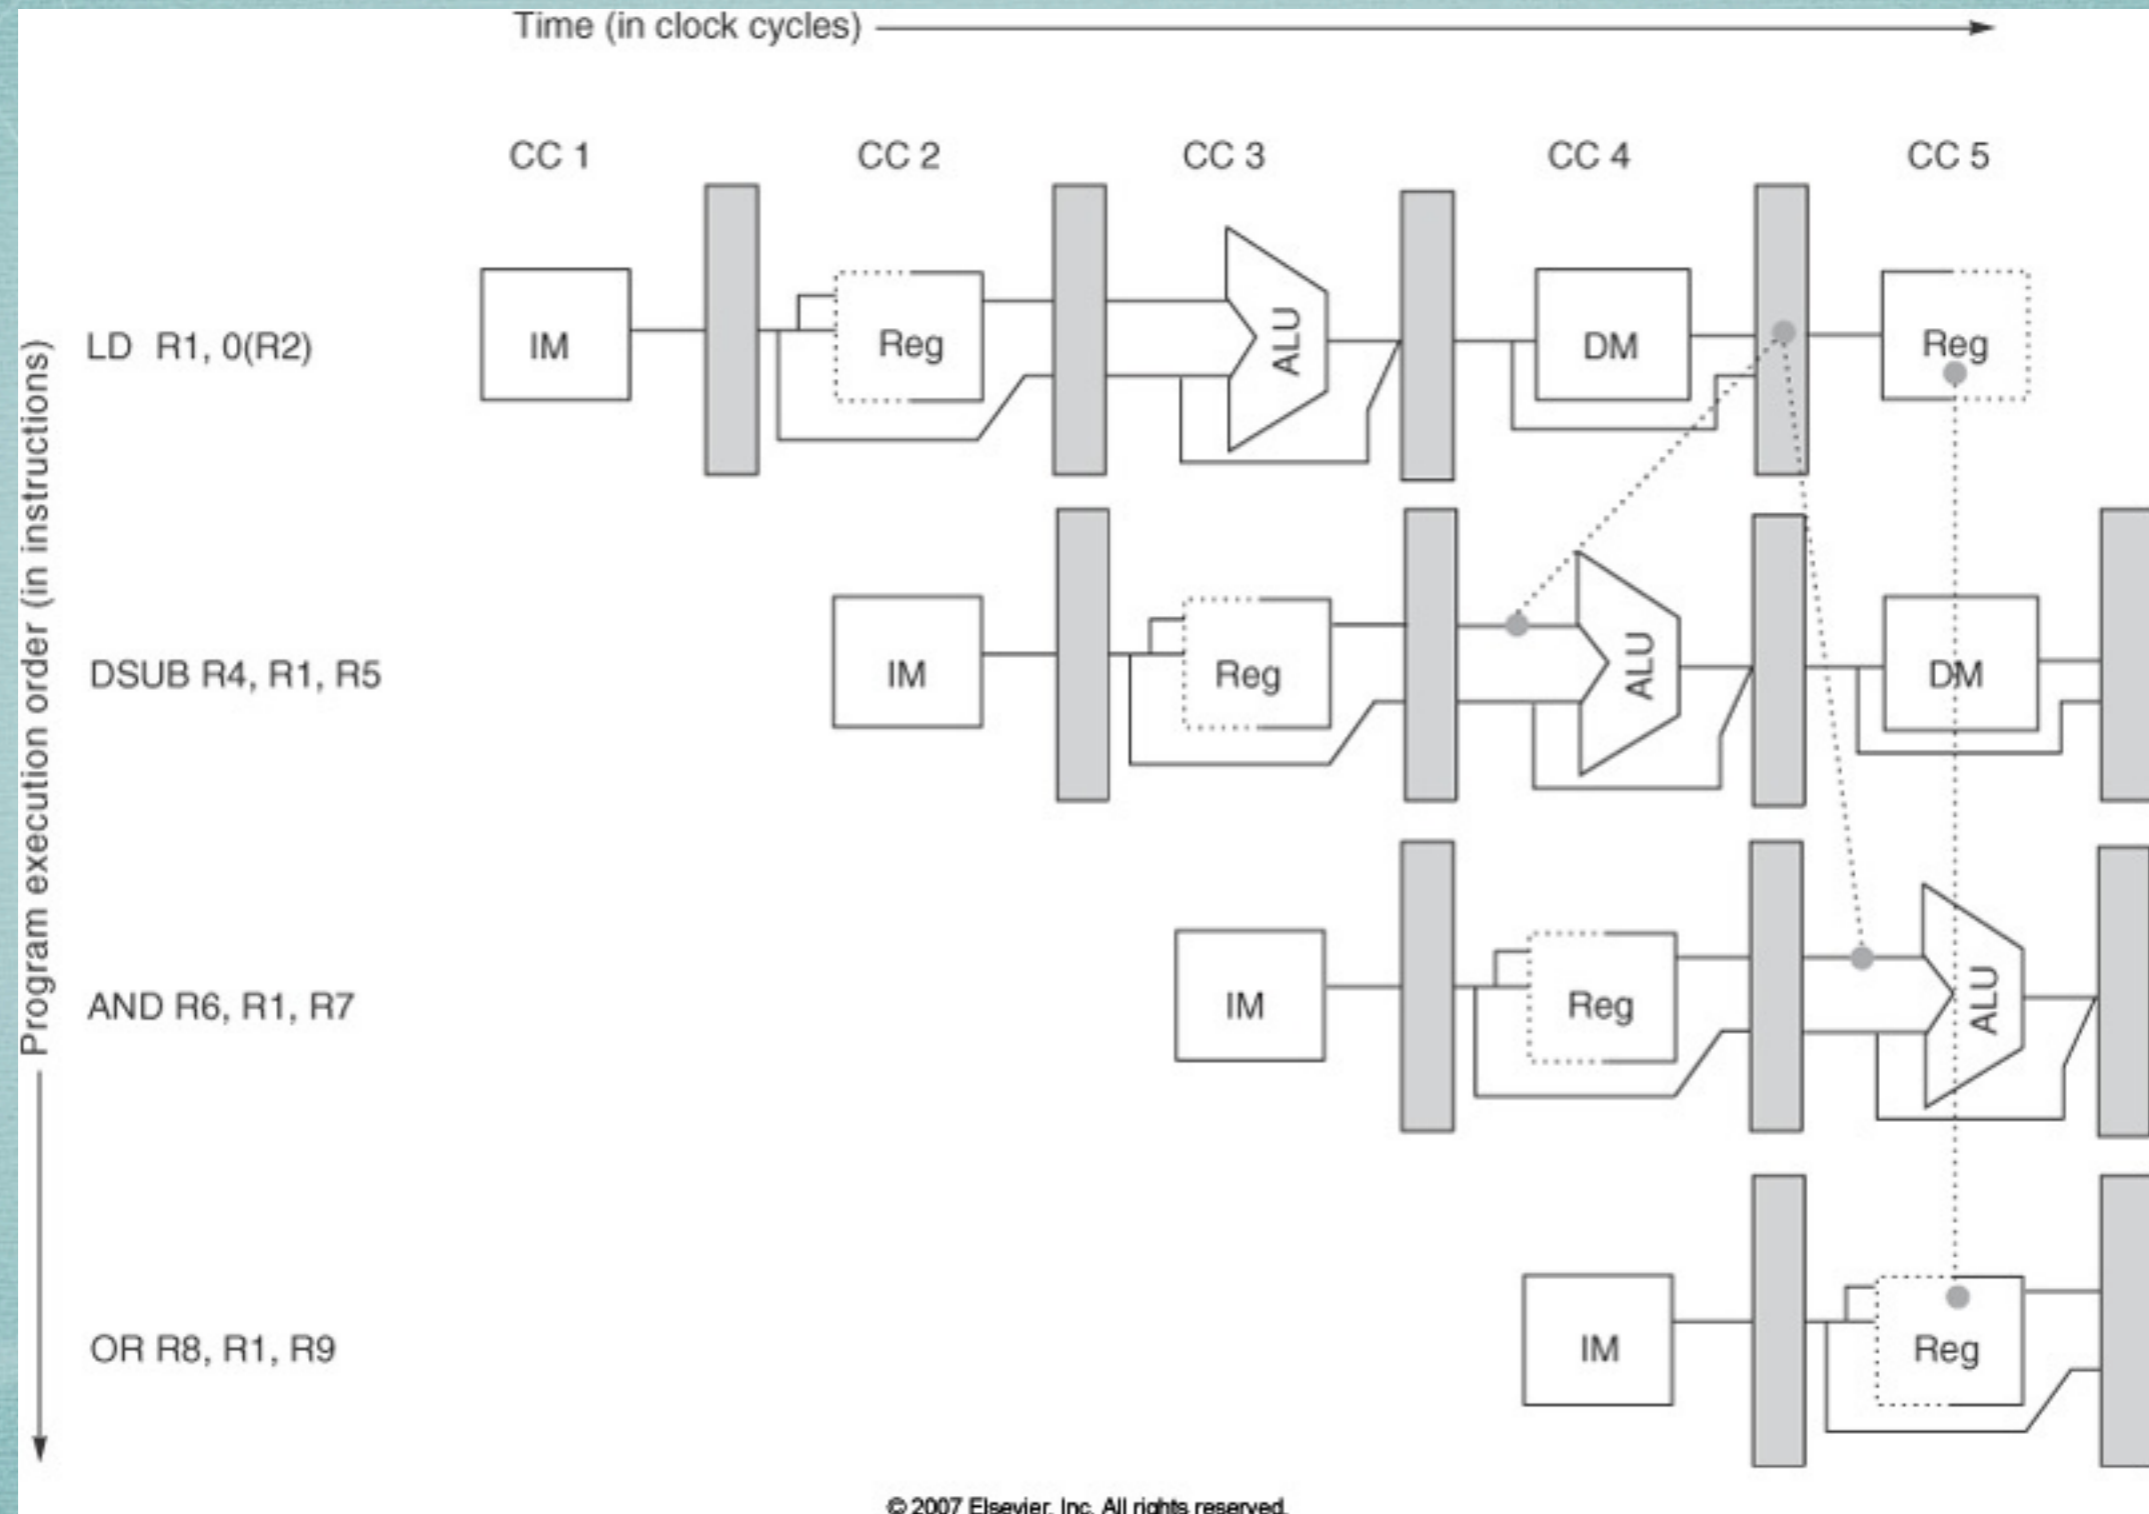 Time (in clock cycles)
CC 1 CC 2 CC 3 CC 4 CC 5
Program execution order (in instructions)
LD R1, 0(R2) IM Reg ALU DM Reg
DSUB R4, R1, R5 IM Reg ALU DM
AND R6, R1, R7 IM Reg ALU
OR R8, R1, R9 IM Reg
© 2007 Elsevier, Inc. All rights reserved.